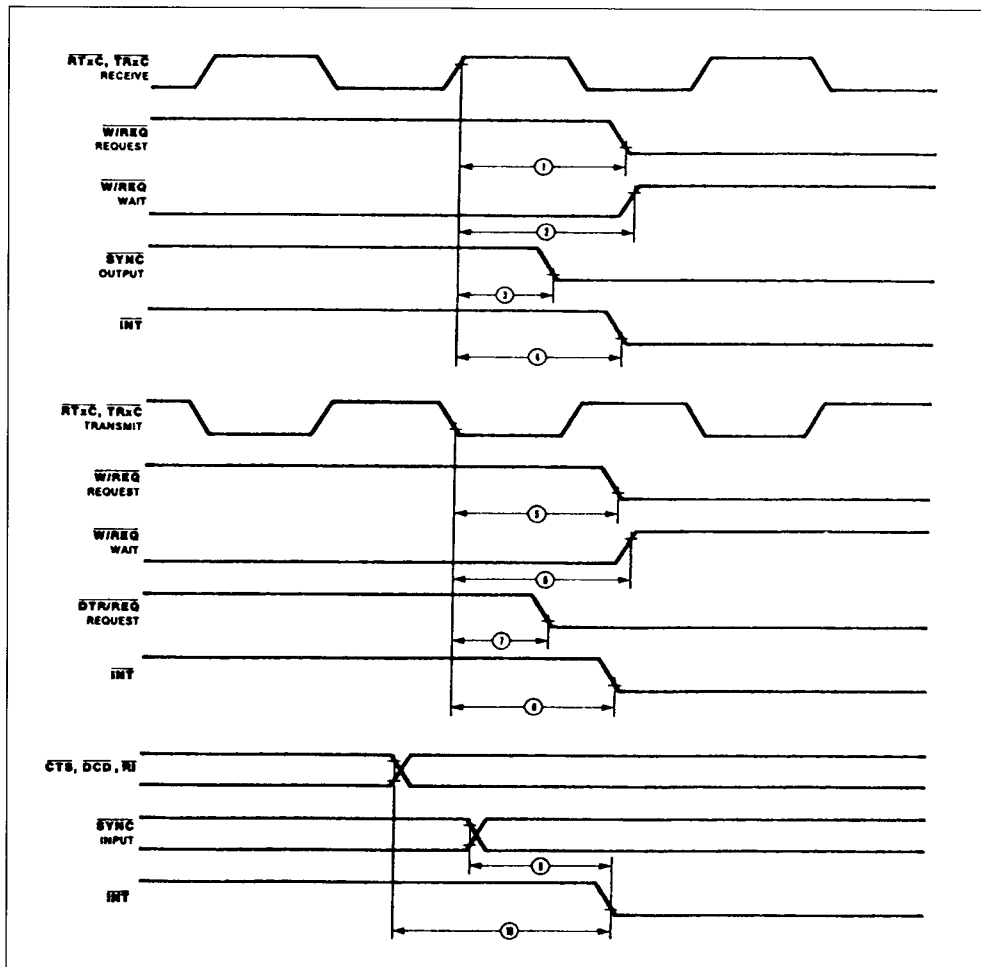 RTxC, TRxC
RECEIVE
W/REQ
REQUEST
1
W/REQ
WAIT
2
SYNC
OUTPUT
3
INT
4
RTxC, TRxC
TRANSMIT
W/REQ
REQUEST
5
W/REQ
WAIT
6
DTR/REQ
REQUEST
7
INT
8
CTS, DCD, RI
SYNC
INPUT
9
INT
10